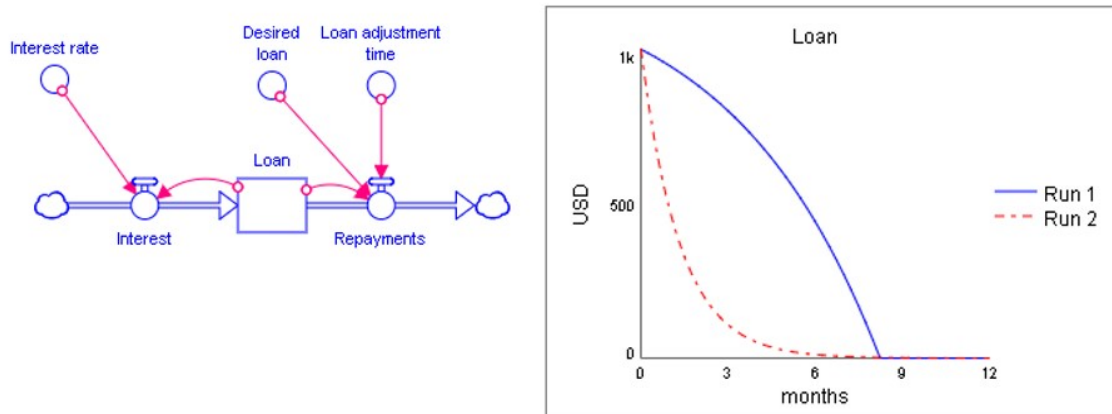 Interest rate
Desired
loan
Loan adjustment
time
Loan
Interest
Repayments
Loan
1k
USD
500
0
0
3
6
9
12
months
Run 1
Run 2